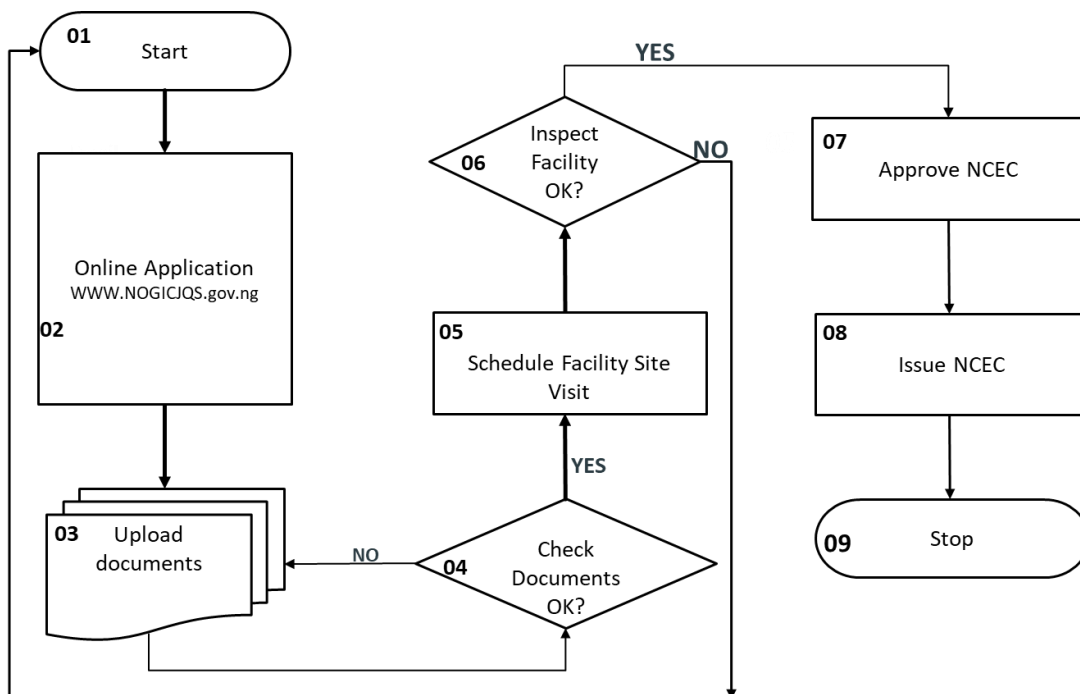 01
Start
Online Application
WWW.NOGICJQS.gov.ng
02
03
Upload
documents
NO
04
Check
Documents
OK?
YES
05
Schedule Facility Site
Visit
06
Inspect
Facility
OK?
NO
YES
07
Approve NCEC
08
Issue NCEC
09
Stop